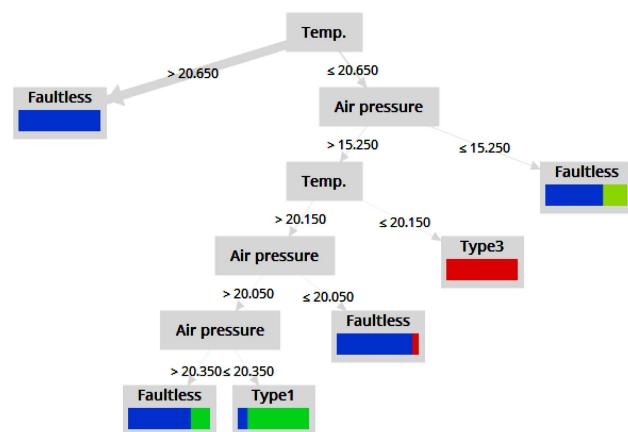 Temp.
> 20.650
≤ 20.650
Faultless
Air pressure
> 15.250
≤ 15.250
Temp.
Faultless
> 20.150
≤ 20.150
Air pressure
Type3
> 20.050
≤ 20.050
Air pressure
Faultless
> 20.350
≤ 20.350
Faultless
Type1